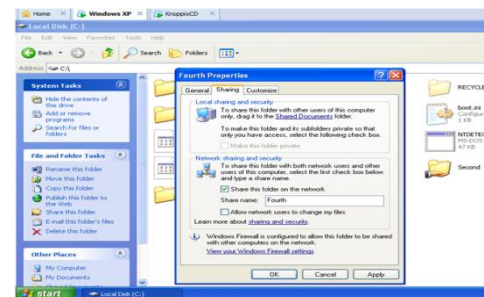 Home
Windows XP
KnoppixCD
Local Disk (C:)
File Edit View Favorites Tools Help
Back
Search
Folders
Address C:\
System Tasks
Hide the contents of
this drive
Add or remove
programs
Search for files or
folders
File and Folder Tasks
Rename this folder
Move this folder
Copy this folder
Publish this folder to
the Web
Share this folder
E-mail this folder's files
Delete this folder
Other Places
My Computer
My Documents
Fourth Properties
General Sharing Customize
Local sharing and security
To share this folder with other users of this computer
only, drag it to the Shared Documents folder.
To make this folder and its subfolders private so that
only you have access, select the following check box.
Make this folder private
Network sharing and security
To share this folder with both network users and other
users of this computer, select the first check box below
and type a share name.
Share this folder on the network
Share name: Fourth
Allow network users to change my files
Learn more about sharing and security.
Windows Firewall is configured to allow this folder to be shared
with other computers on the network.
View your Windows Firewall settings
OK Cancel Apply
RECYCLE
boot.ini
Configur
1 KB
NTDETEC
MS-DOS
47 KB
Second
start
Local Disk (C:)